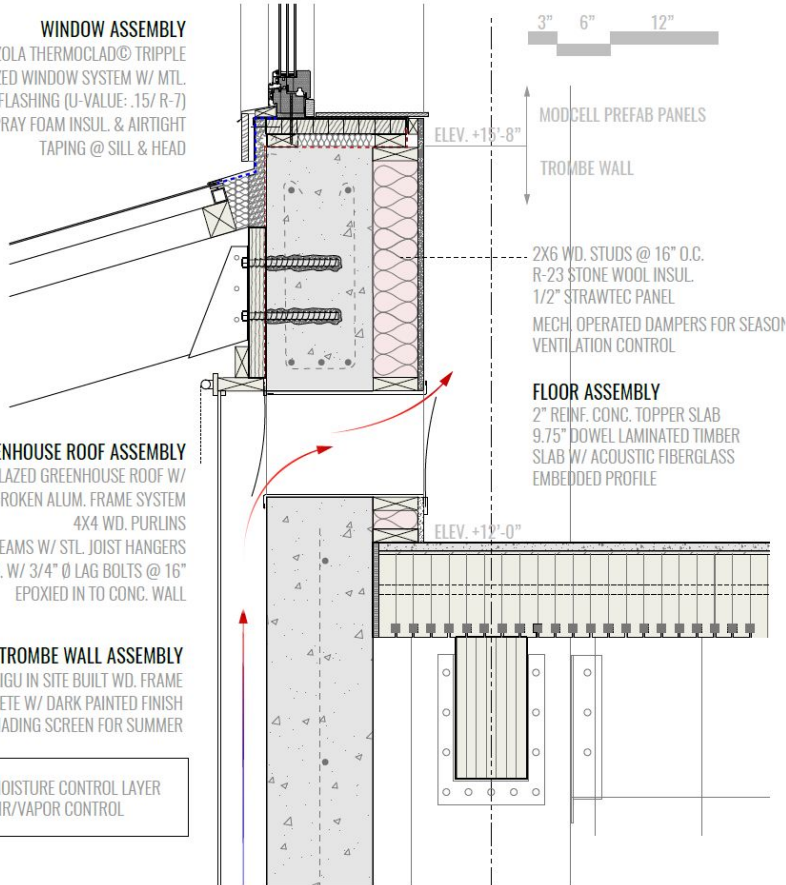 WINDOW ASSEMBLY
ZOLA THERMOCLAD© TRIPPLE
ZED WINDOW SYSTEM W/ MTL.
FLASHING (U-VALUE: .15/ R-7)
RAY FOAM INSUL. & AIRTIGHT
TAPING @ SILL & HEAD
3” 6” 12”
MODCELL PREFAB PANELS
ELEV. +15'-8”
TROMBE WALL
2X6 WD. STUDS @ 16” O.C.
R-23 STONE WOOL INSUL.
1/2” STRAWTEC PANEL
MECH. OPERATED DAMPERS FOR SEASON
VENTILATION CONTROL
FLOOR ASSEMBLY
2” REINF. CONC. TOPPER SLAB
9.75” DOWEL LAMINATED TIMBER
SLAB W/ ACOUSTIC FIBERGLASS
EMBEDDED PROFILE
ELEV. +12'-0”
ENHOUSE ROOF ASSEMBLY
LAZED GREENHOUSE ROOF W/
ROKEN ALUM. FRAME SYSTEM
4X4 WD. PURLINS
EAMS W/ STL. JOIST HANGERS
. W/ 3/4” Ø LAG BOLTS @ 16”
EPOXIED IN TO CONC. WALL
TROMBE WALL ASSEMBLY
IGU IN SITE BUILT WD. FRAME
ETE W/ DARK PAINTED FINISH
HADING SCREEN FOR SUMMER
MOISTURE CONTROL LAYER
IR/VAPOR CONTROL